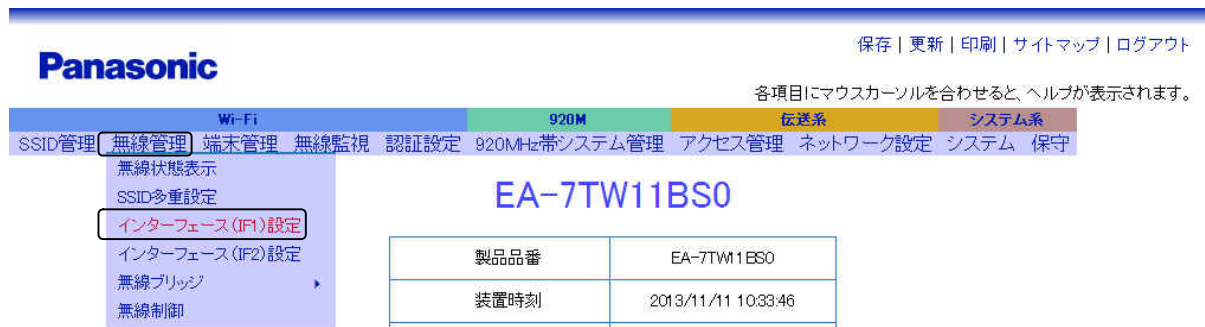 保存 | 更新 | 印刷 | サイトマップ | ログアウト
Panasonic
各項目にマウスカーソルを合わせると、ヘルプが表示されます。
Wi-Fi 920M 伝送系 システム系
SSID管理 無線管理 端末管理 無線監視 認証設定 920MHz帯システム管理 アクセス管理 ネットワーク設定 システム 保守
無線状態表示
SSID多重設定
インターフェース(IF1)設定
インターフェース(IF2)設定
無線ブリッジ
無線制御
EA-7TW11BS0
製品品番 EA-7TW11BS0
装置時刻 2013/11/11 10:33:46